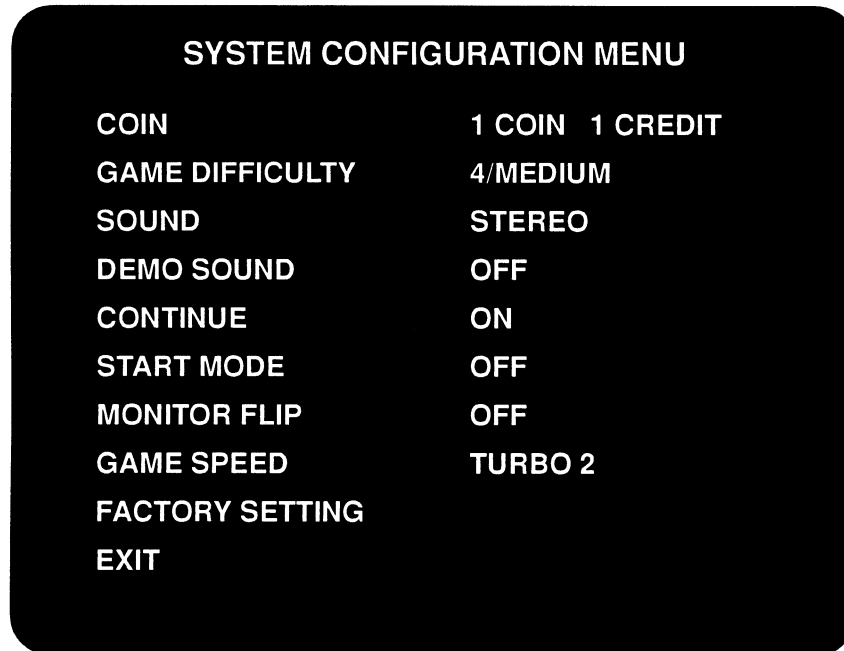 SYSTEM CONFIGURATION MENU
COIN 1 COIN 1 CREDIT
GAME DIFFICULTY 4/MEDIUM
SOUND STEREO
DEMO SOUND OFF
CONTINUE ON
START MODE OFF
MONITOR FLIP OFF
GAME SPEED TURBO 2
FACTORY SETTING
EXIT